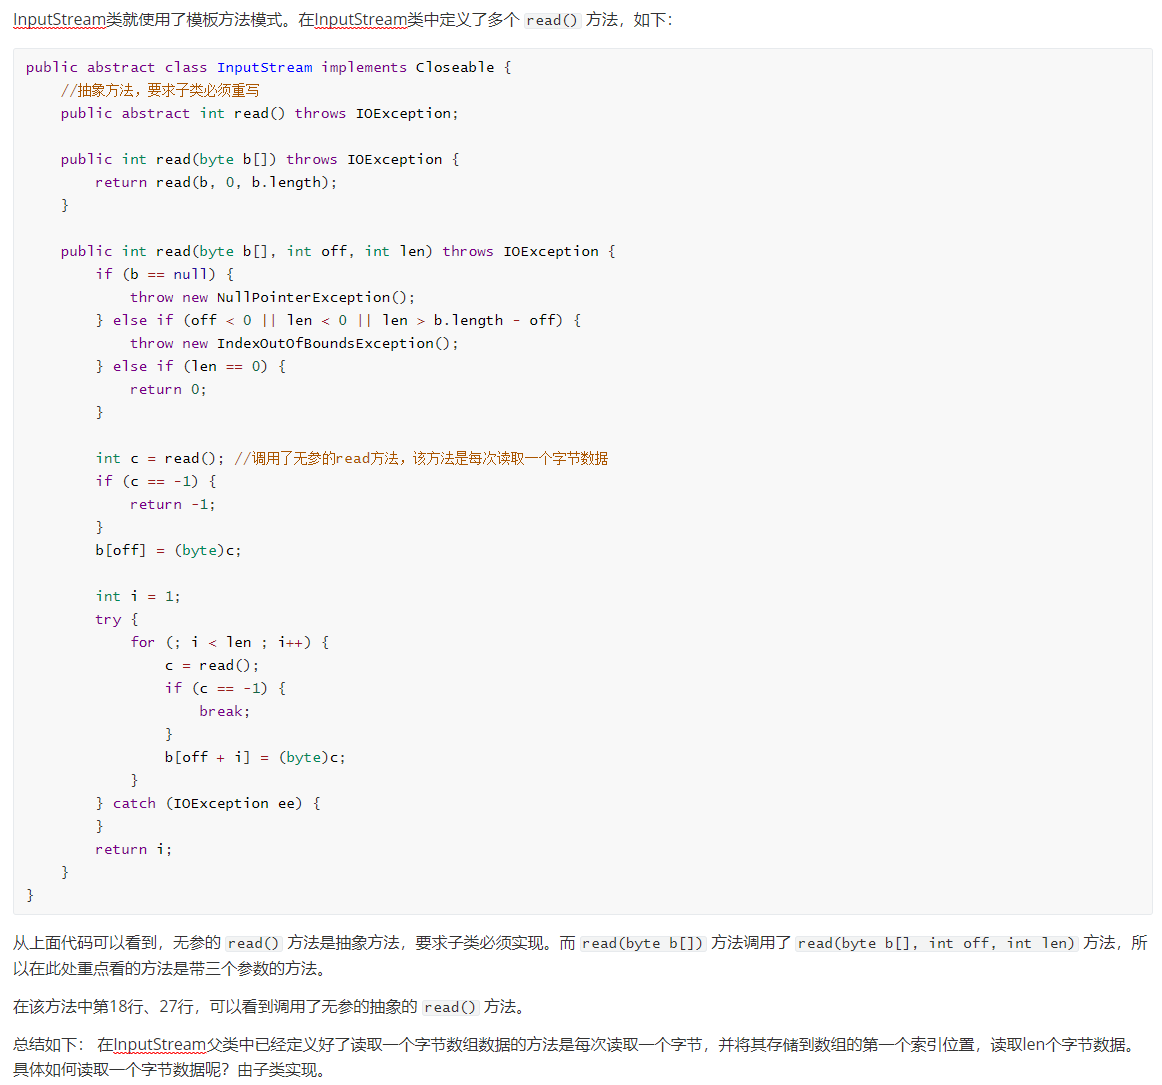 InputStream类就使用了模板方法模式。在InputStream类中定义了多个 read() 方法，如下：
public abstract class InputStream implements Closeable {
    //抽象方法，要求子类必须重写
    public abstract int read() throws IOException;

    public int read(byte b[]) throws IOException {
        return read(b, 0, b.length);
    }

    public int read(byte b[], int off, int len) throws IOException {
        if (b == null) {
            throw new NullPointerException();
        } else if (off < 0 || len < 0 || len > b.length - off) {
            throw new IndexOutOfBoundsException();
        } else if (len == 0) {
            return 0;
        }

        int c = read(); //调用了无参的read方法，该方法是每次读取一个字节数据
        if (c == -1) {
            return -1;
        }
        b[off] = (byte)c;

        int i = 1;
        try {
            for (; i < len ; i++) {
                c = read();
                if (c == -1) {
                    break;
                }
                b[off + i] = (byte)c;
            }
        } catch (IOException ee) {
        }
        return i;
    }
}
从上面代码可以看到，无参的 read() 方法是抽象方法，要求子类必须实现。而 read(byte b[]) 方法调用了 read(byte b[], int off, int len) 方法，所
以在此处重点看的方法是带三个参数的方法。
在该方法中第18行、27行，可以看到调用了无参的抽象的 read() 方法。
总结如下： 在InputStream父类中已经定义好了读取一个字节数组数据的方法是每次读取一个字节，并将其存储到数组的第一个索引位置，读取len个字节数据。
具体如何读取一个字节数据呢？由子类实现。